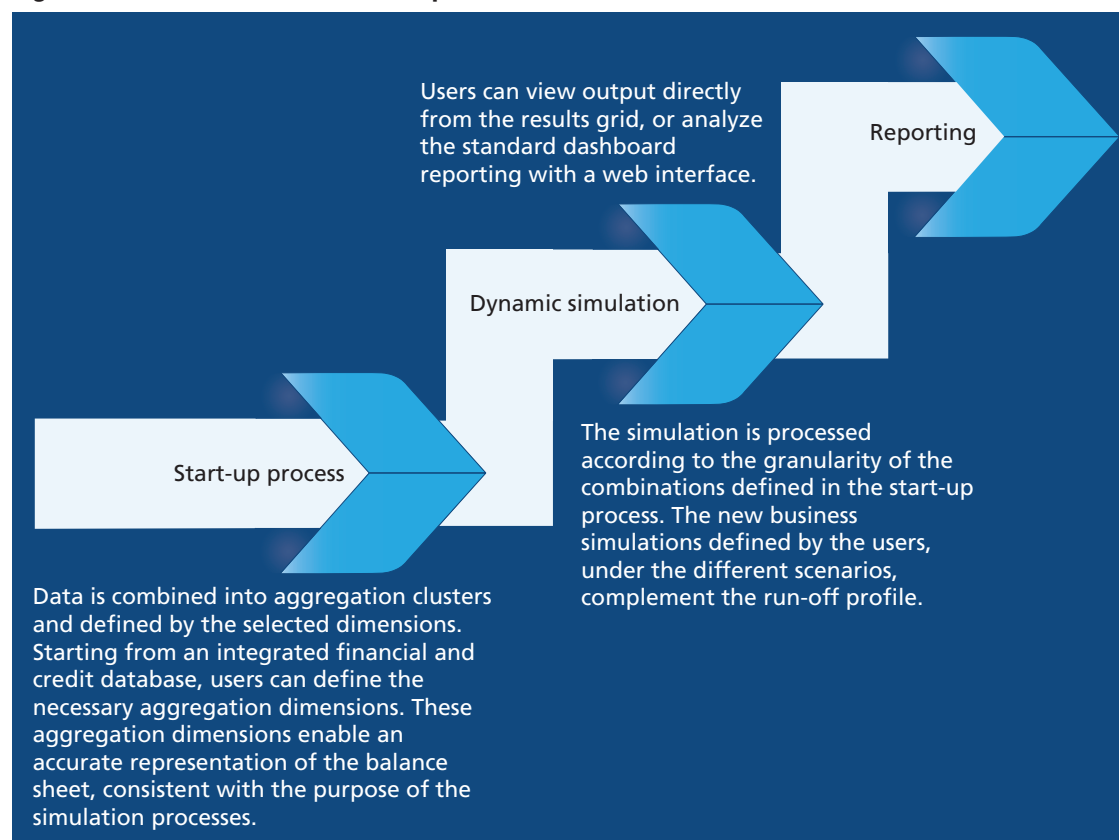 Users can view output directly
from the results grid, or analyze
the standard dashboard
reporting with a web interface.
Reporting
Dynamic simulation
The simulation is processed
according to the granularity of the
combinations defined in the start-up
process. The new business
simulations defined by the users,
under the different scenarios,
complement the run-off profile.
Start-up process
Data is combined into aggregation clusters
and defined by the selected dimensions.
Starting from an integrated financial and
credit database, users can define the
necessary aggregation dimensions. These
aggregation dimensions enable an
accurate representation of the balance
sheet, consistent with the purpose of the
simulation processes.